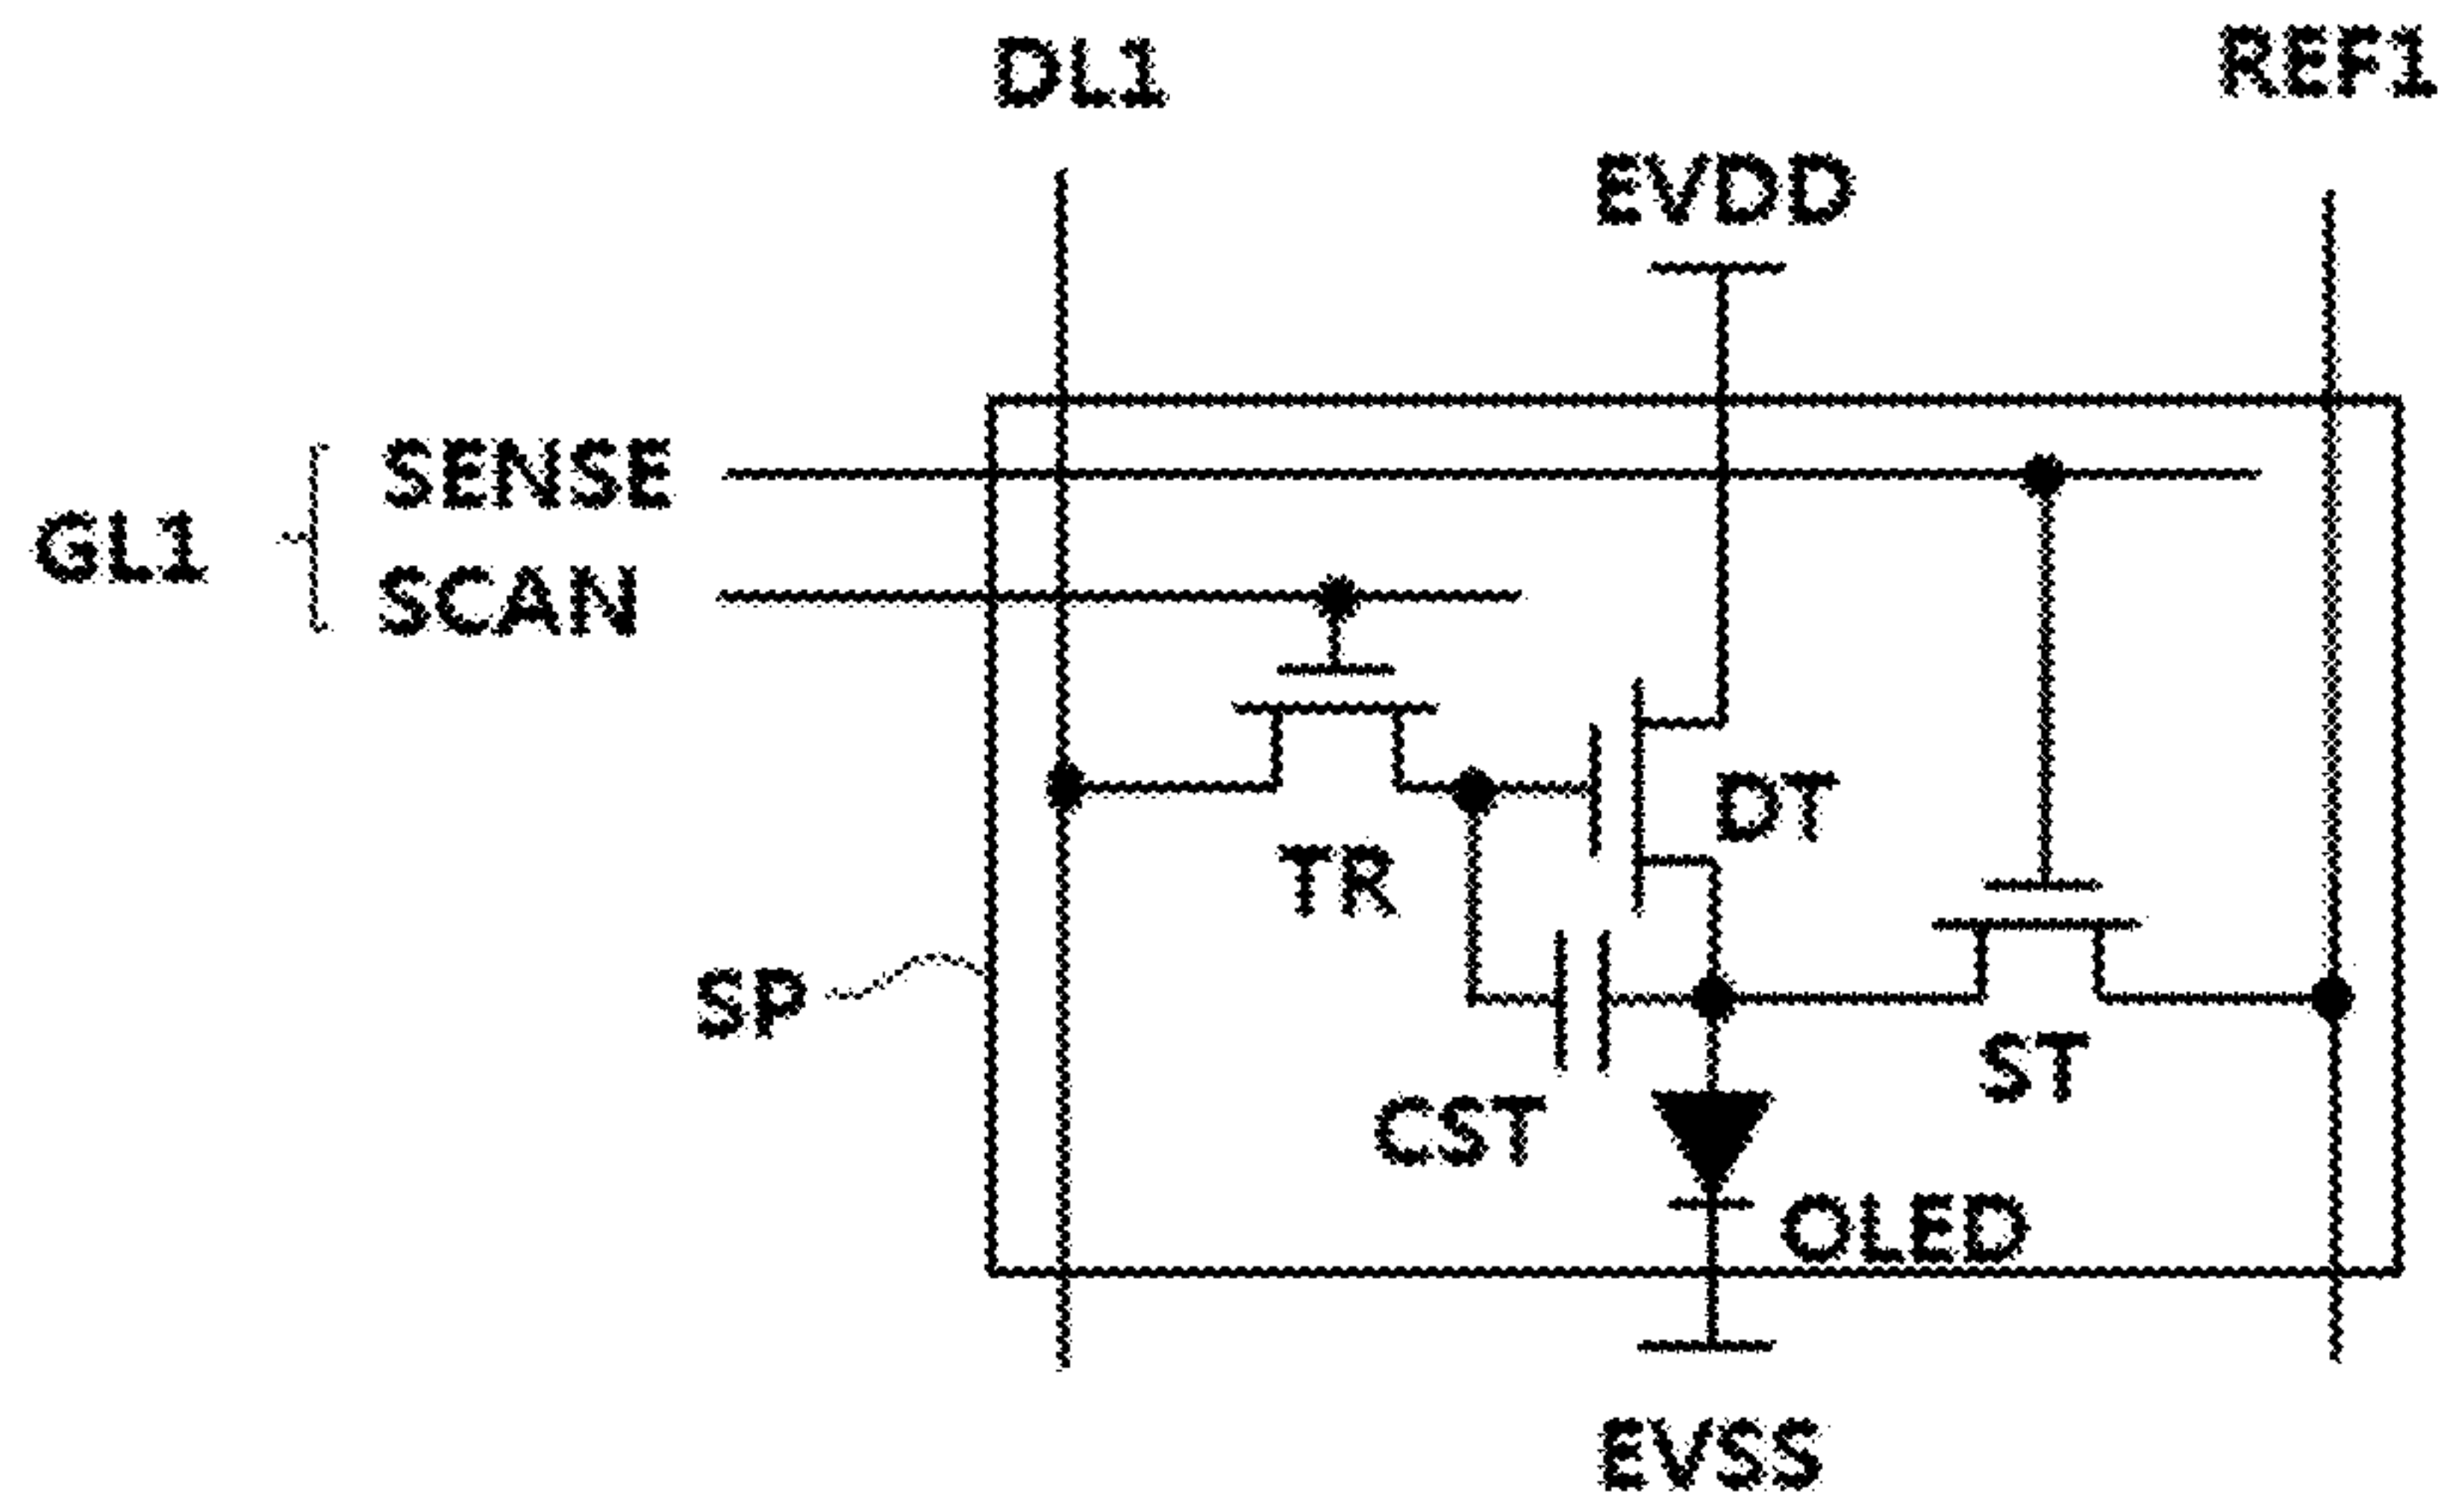 DL1
REF1
EVDD
SENSE
GL1
SCAN
DT
TR
SP
ST
CST
OLED
EVSS